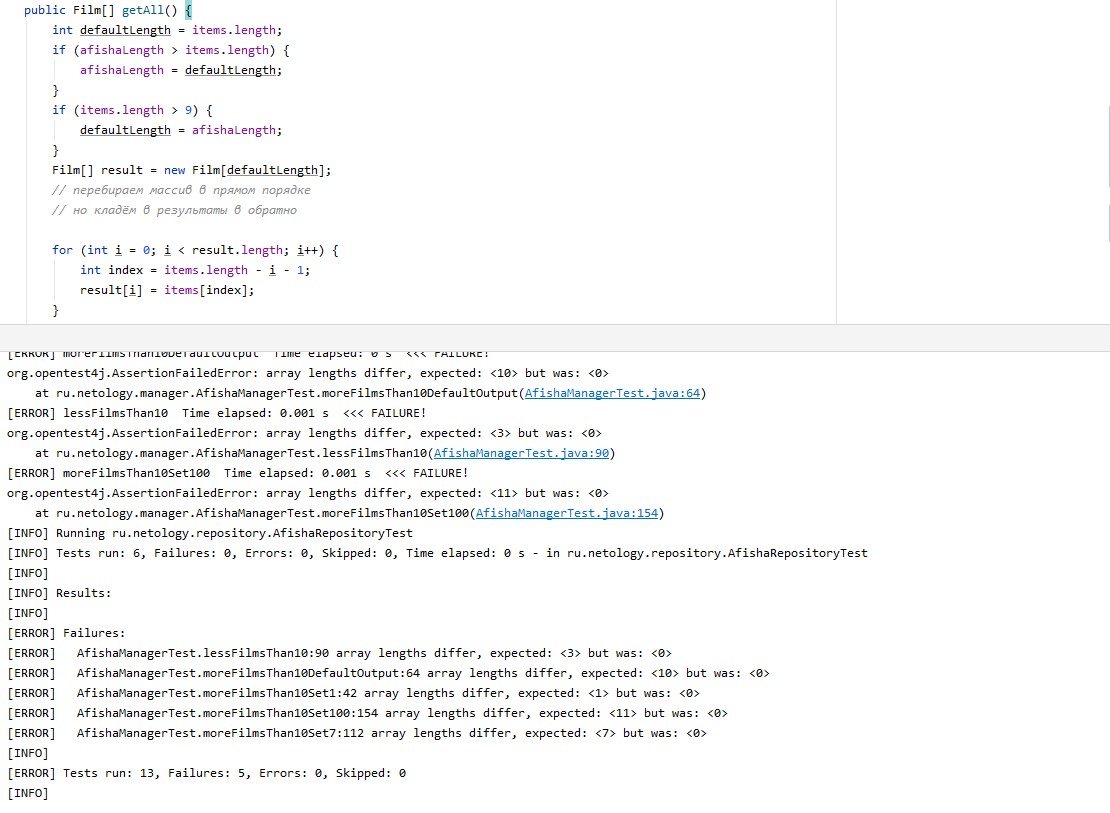 public Film[] getAll() {
int defaultLength = items.length;
if (afishaLength > items.length) {
afishaLength = defaultLength;
}
if (items.length > 9) {
defaultLength = afishaLength;
}
Film[] result = new Film[defaultLength];
// перебираем массив в прямом порядке
// но кладём в результаты в обратно
for (int i = 0; i < result.length; i++) {
int index = items.length - i - 1;
result[i] = items[index];
}
[ERROR] moreFilmsThan10DefaultOutput  Time elapsed: 0 s  <<< FAILURE!
org.opentest4j.AssertionFailedError: array lengths differ, expected: <10> but was: <0>
at ru.netology.manager.AfishaManagerTest.moreFilmsThan10DefaultOutput(AfishaManagerTest.java:64)
[ERROR] lessFilmsThan10  Time elapsed: 0.001 s  <<< FAILURE!
org.opentest4j.AssertionFailedError: array lengths differ, expected: <3> but was: <0>
at ru.netology.manager.AfishaManagerTest.lessFilmsThan10(AfishaManagerTest.java:90)
[ERROR] moreFilmsThan10Set100  Time elapsed: 0.001 s  <<< FAILURE!
org.opentest4j.AssertionFailedError: array lengths differ, expected: <11> but was: <0>
at ru.netology.manager.AfishaManagerTest.moreFilmsThan10Set100(AfishaManagerTest.java:154)
[INFO] Running ru.netology.repository.AfishaRepositoryTest
[INFO] Tests run: 6, Failures: 0, Errors: 0, Skipped: 0, Time elapsed: 0 s - in ru.netology.repository.AfishaRepositoryTest
[INFO]
[INFO] Results:
[INFO]
[ERROR] Failures:
[ERROR]   AfishaManagerTest.lessFilmsThan10:90 array lengths differ, expected: <3> but was: <0>
[ERROR]   AfishaManagerTest.moreFilmsThan10DefaultOutput:64 array lengths differ, expected: <10> but was: <0>
[ERROR]   AfishaManagerTest.moreFilmsThan10Set1:42 array lengths differ, expected: <1> but was: <0>
[ERROR]   AfishaManagerTest.moreFilmsThan10Set100:154 array lengths differ, expected: <11> but was: <0>
[ERROR]   AfishaManagerTest.moreFilmsThan10Set7:112 array lengths differ, expected: <7> but was: <0>
[INFO]
[ERROR] Tests run: 13, Failures: 5, Errors: 0, Skipped: 0
[INFO]